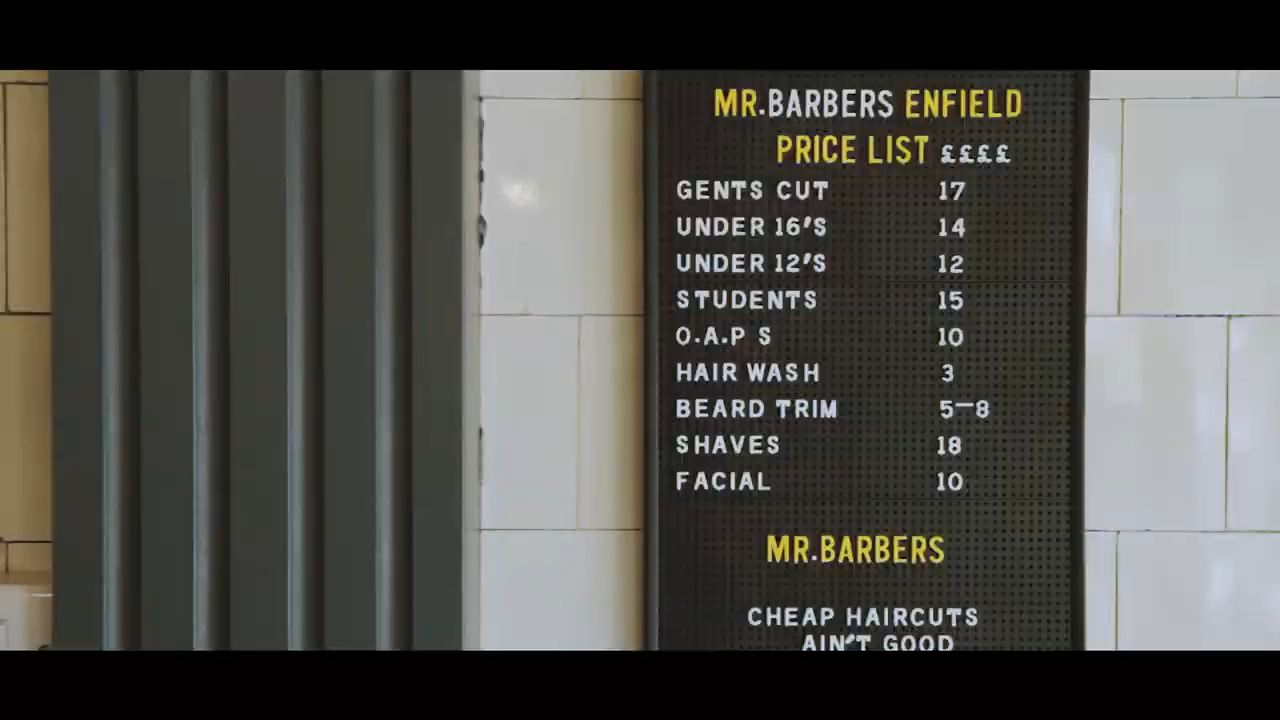 MR.BARBERS ENFIELD
PRICE LIST ££££
GENTS CUT 17
UNDER 16'S 14
UNDER 12'S 12
STUDENTS 15
O.A.P S 10
HAIR WASH 3
BEARD TRIM 5-8
SHAVES 18
FACIAL 10
MR.BARBERS
CHEAP HAIRCUTS
AIN'T GOOD